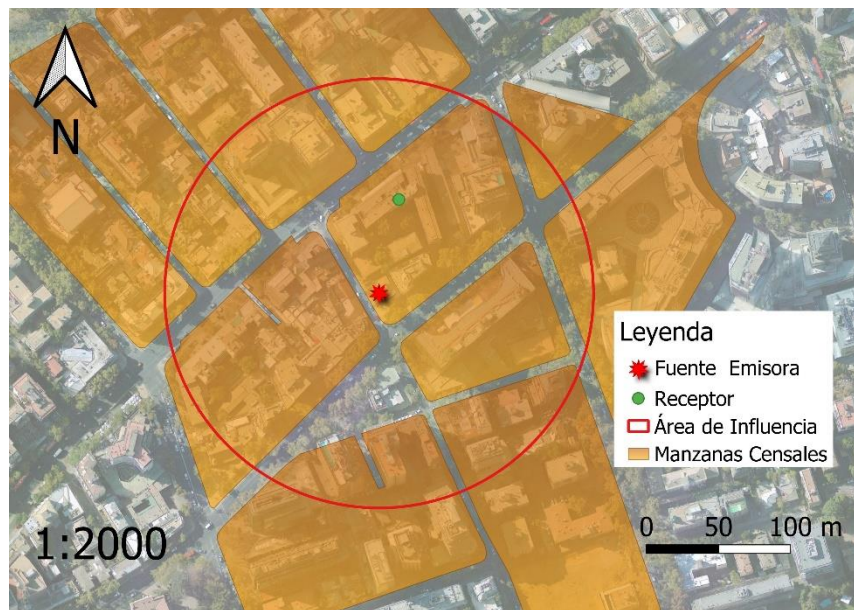 N
Leyenda
Fuente Emisora
Receptor
Área de Influencia
Manzanas Censales
1:2000
0 50 100 m